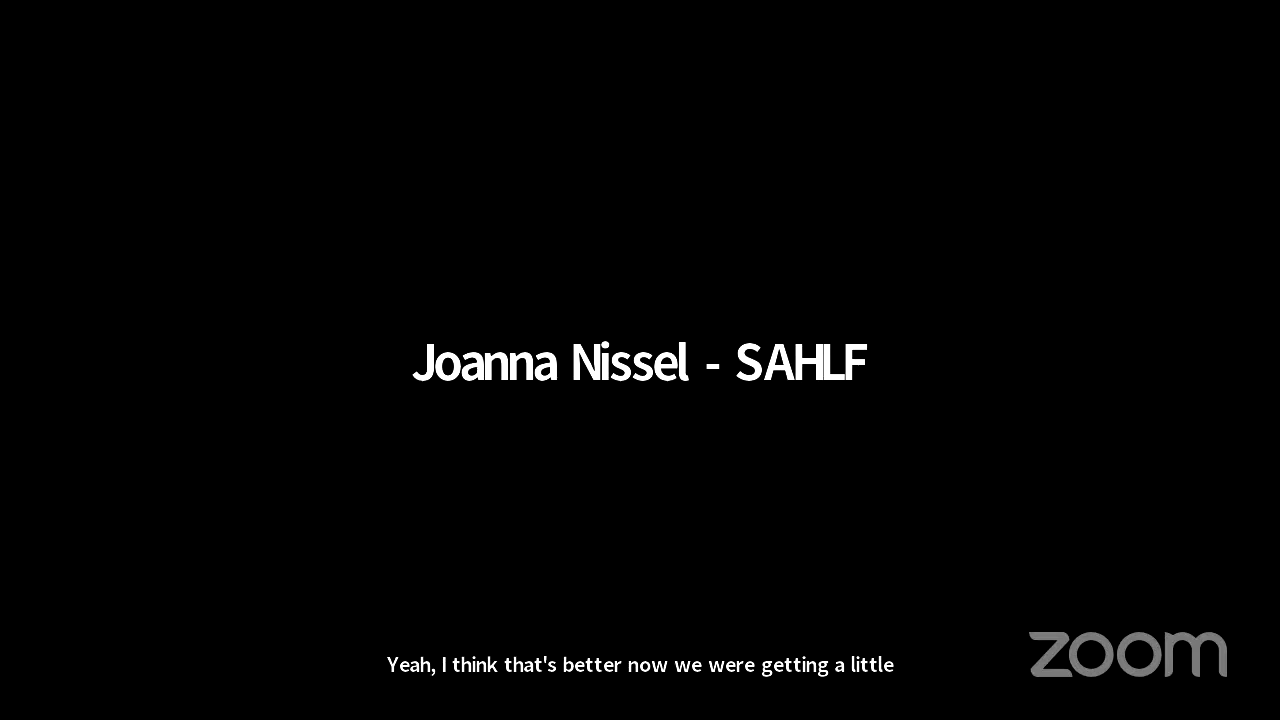 Joanna Nissel - SAHLF
Yeah, I think that's better now we were getting a little
zoom